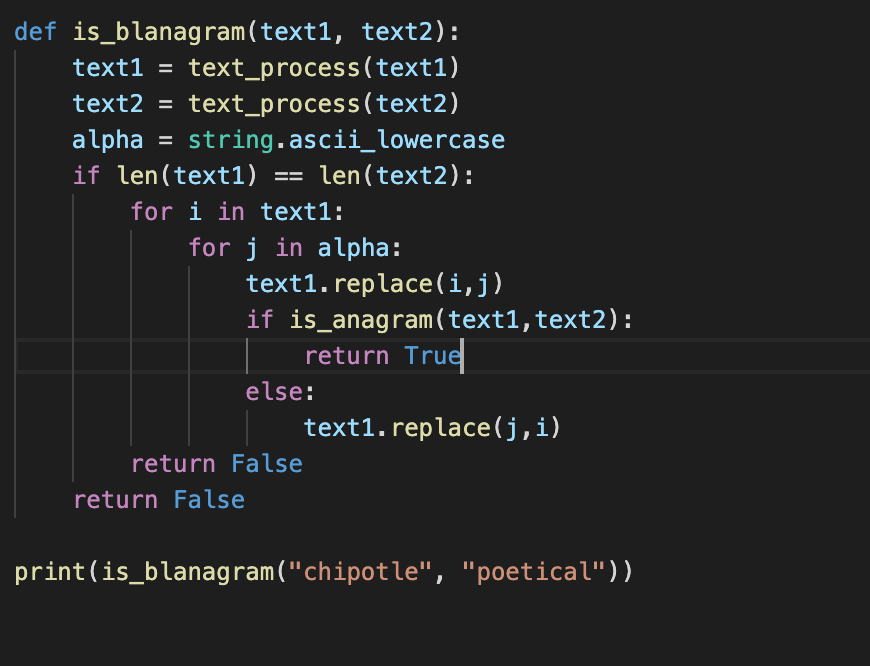 def is_blanagram(text1, text2):
    text1 = text_process(text1)
    text2 = text_process(text2)
    alpha = string.ascii_lowercase
    if len(text1) == len(text2):
        for i in text1:
            for j in alpha:
                text1.replace(i,j)
                if is_anagram(text1,text2):
                    return True
                else:
                    text1.replace(j,i)
        return False
    return False

print(is_blanagram("chipotle", "poetical"))